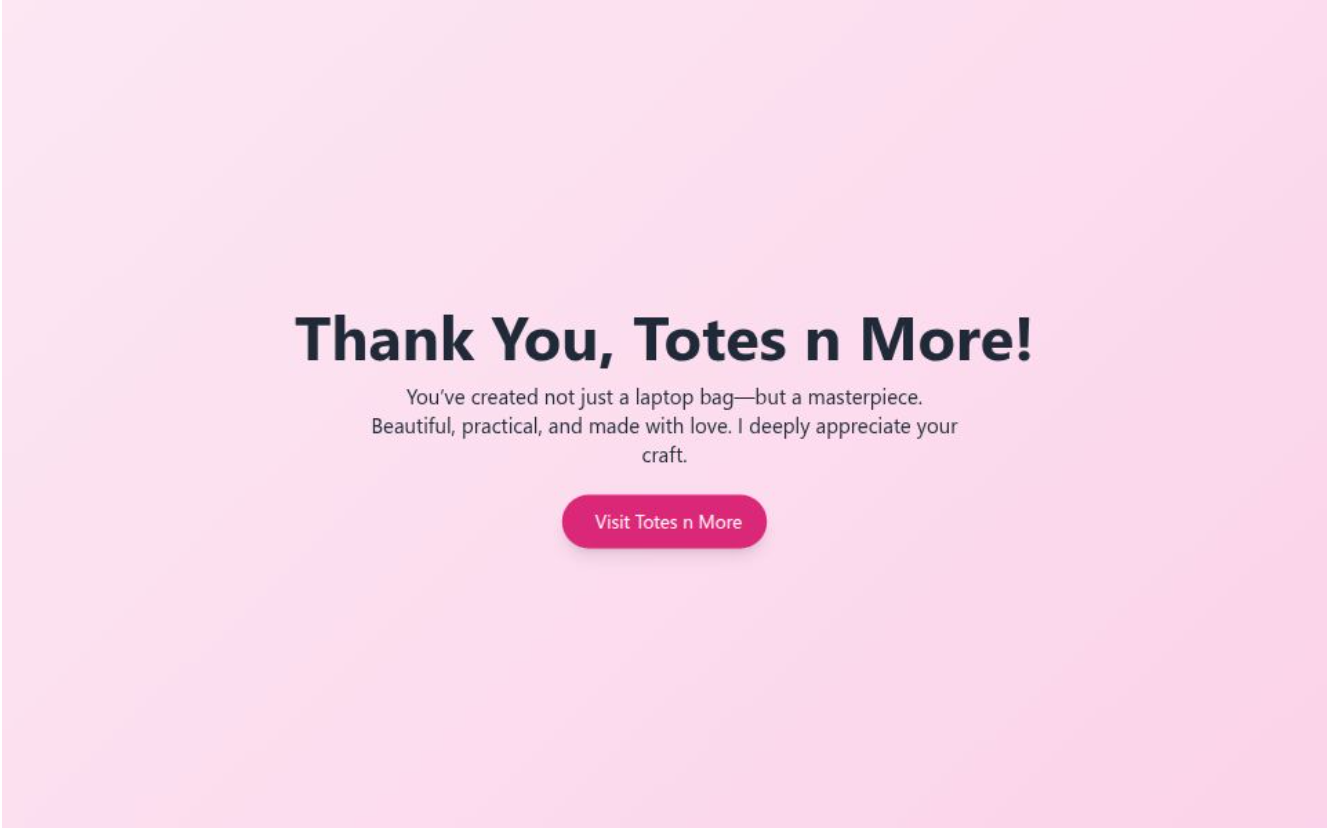 Thank You, Totes n More!
You’ve created not just a laptop bag—but a masterpiece.
Beautiful, practical, and made with love. I deeply appreciate your
craft.
Visit Totes n More